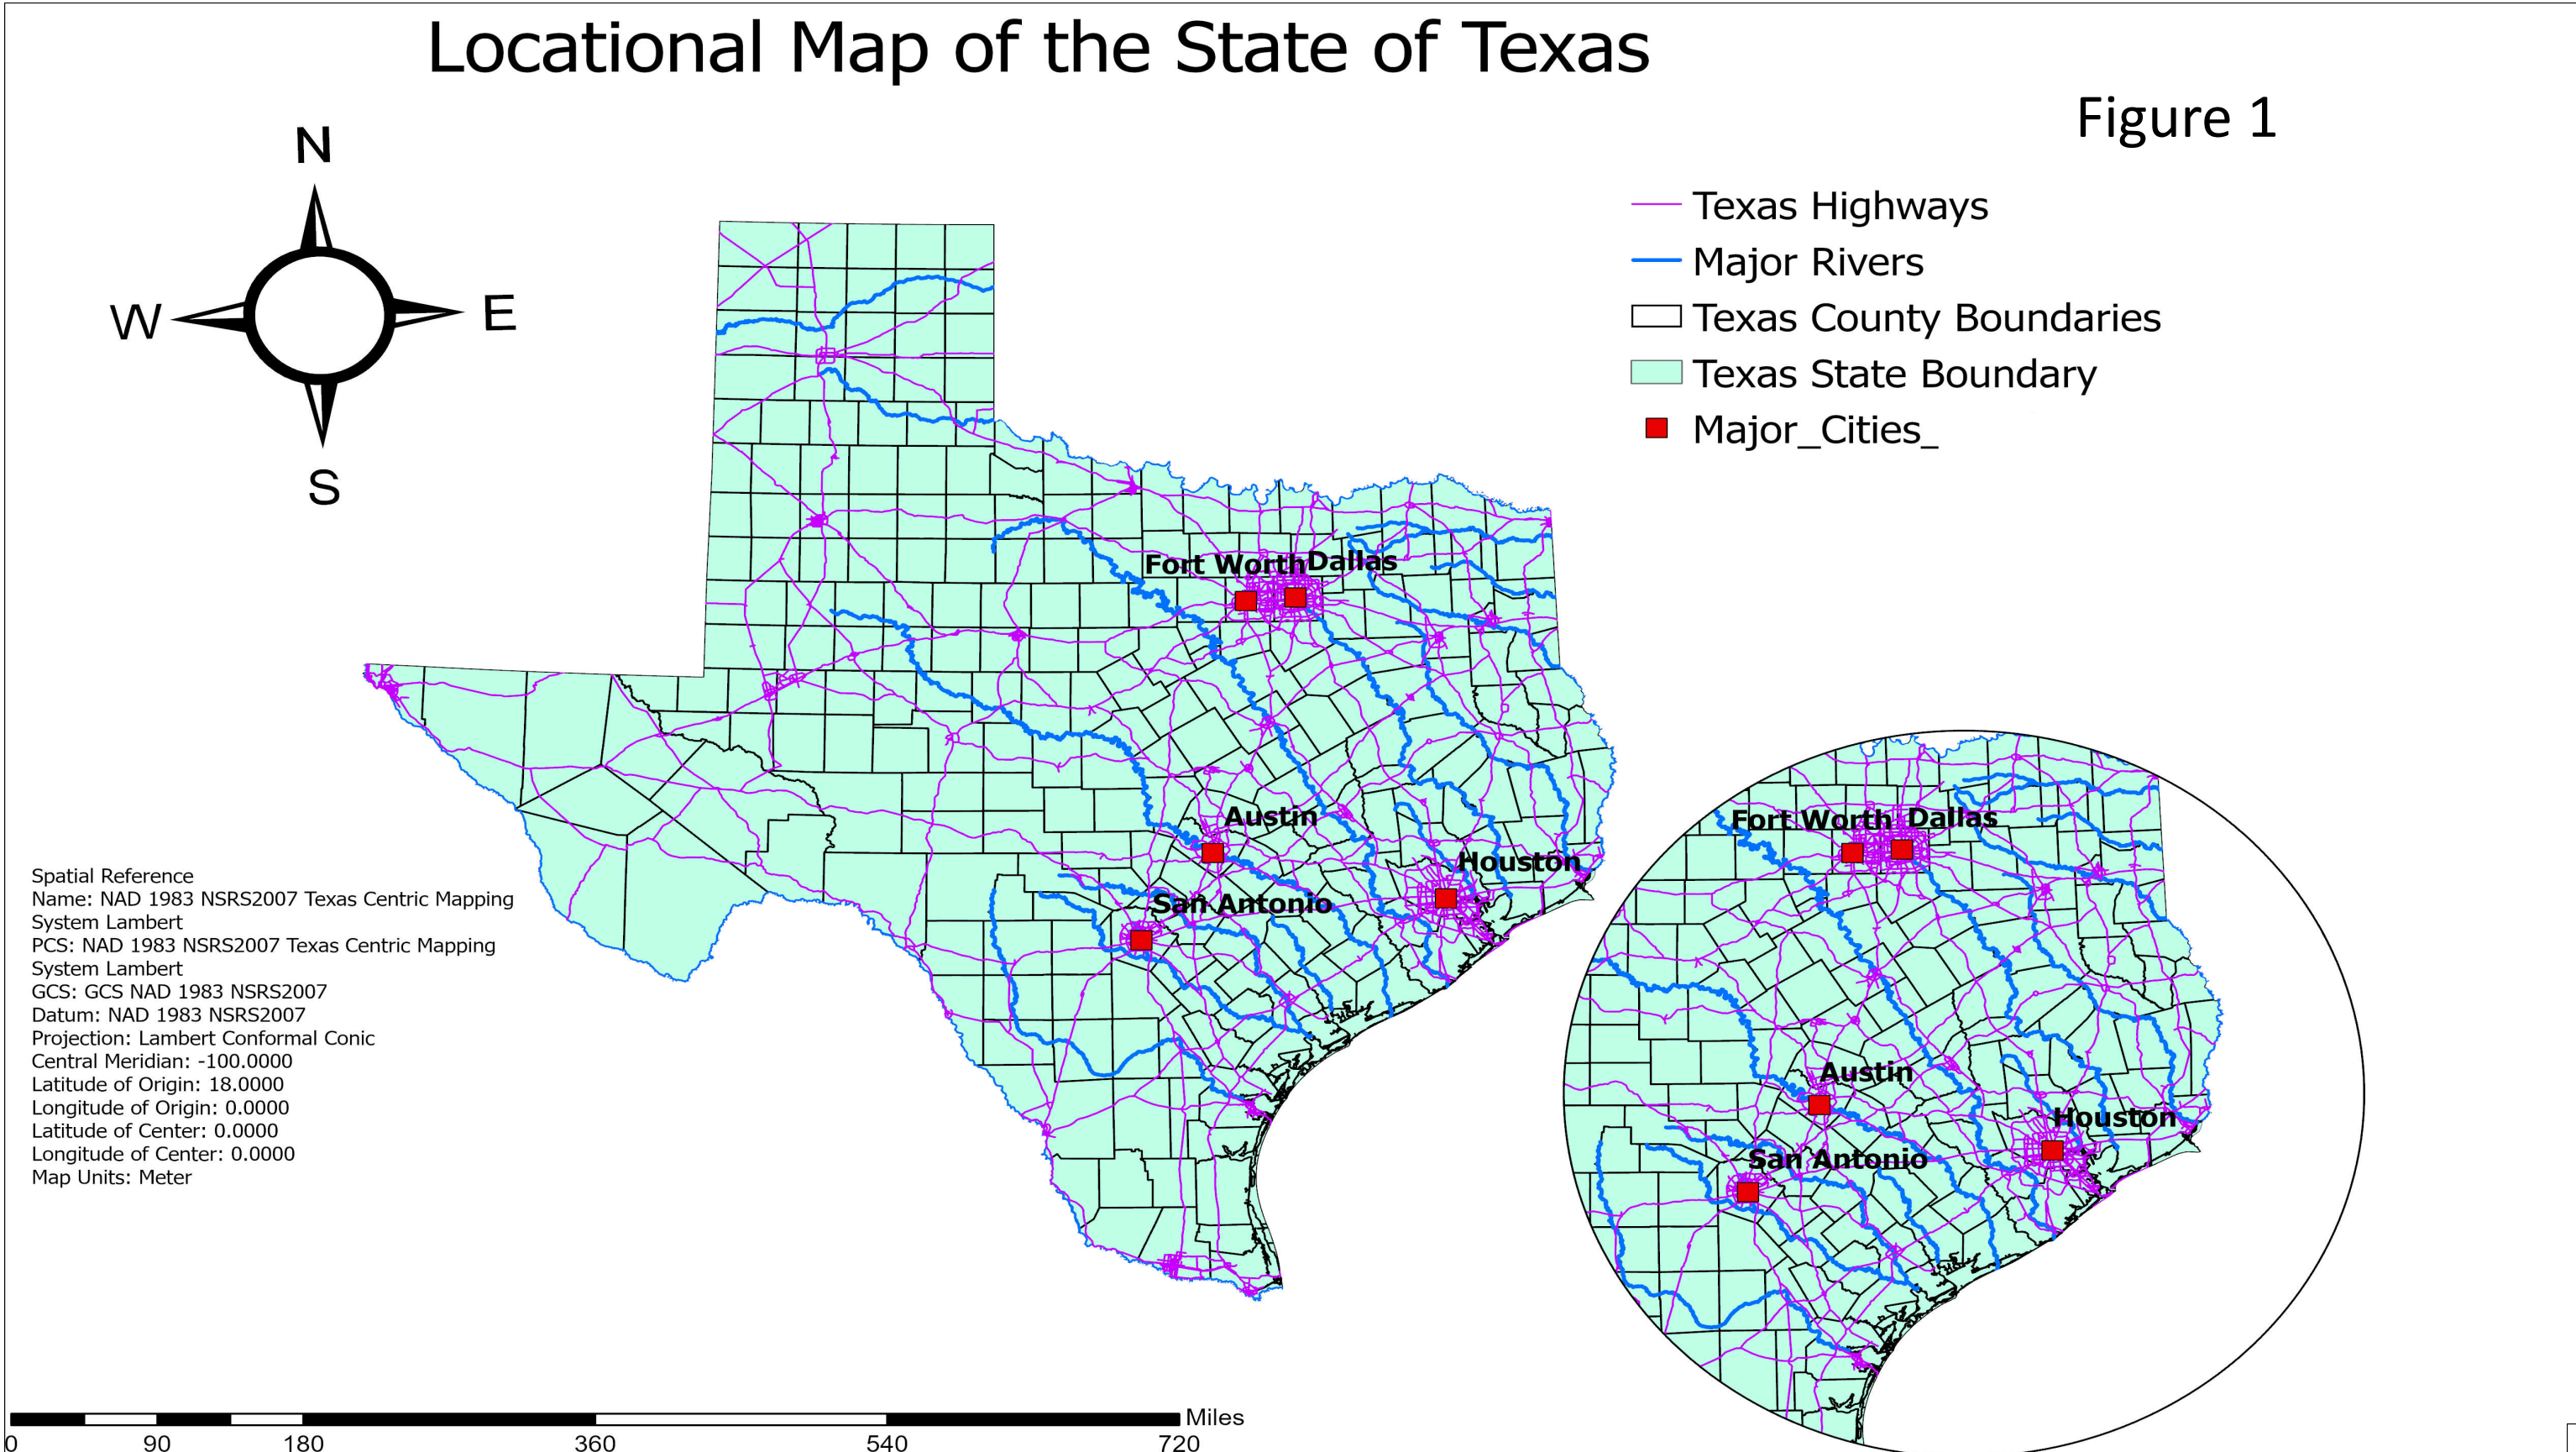 Locational Map of the State of Texas
Figure 1
N
W
E
S
Texas Highways
Major Rivers
Texas County Boundaries
Texas State Boundary
Major_Cities_
Fort Worth
Dallas
Austin
Houston
San Antonio
Fort Worth
Dallas
Austin
Houston
San Antonio
Spatial Reference
Name: NAD 1983 NSRS2007 Texas Centric Mapping
System Lambert
PCS: NAD 1983 NSRS2007 Texas Centric Mapping
System Lambert
GCS: GCS NAD 1983 NSRS2007
Datum: NAD 1983 NSRS2007
Projection: Lambert Conformal Conic
Central Meridian: -100.0000
Latitude of Origin: 18.0000
Longitude of Origin: 0.0000
Latitude of Center: 0.0000
Longitude of Center: 0.0000
Map Units: Meter
Miles
0 90 180 360 540 720